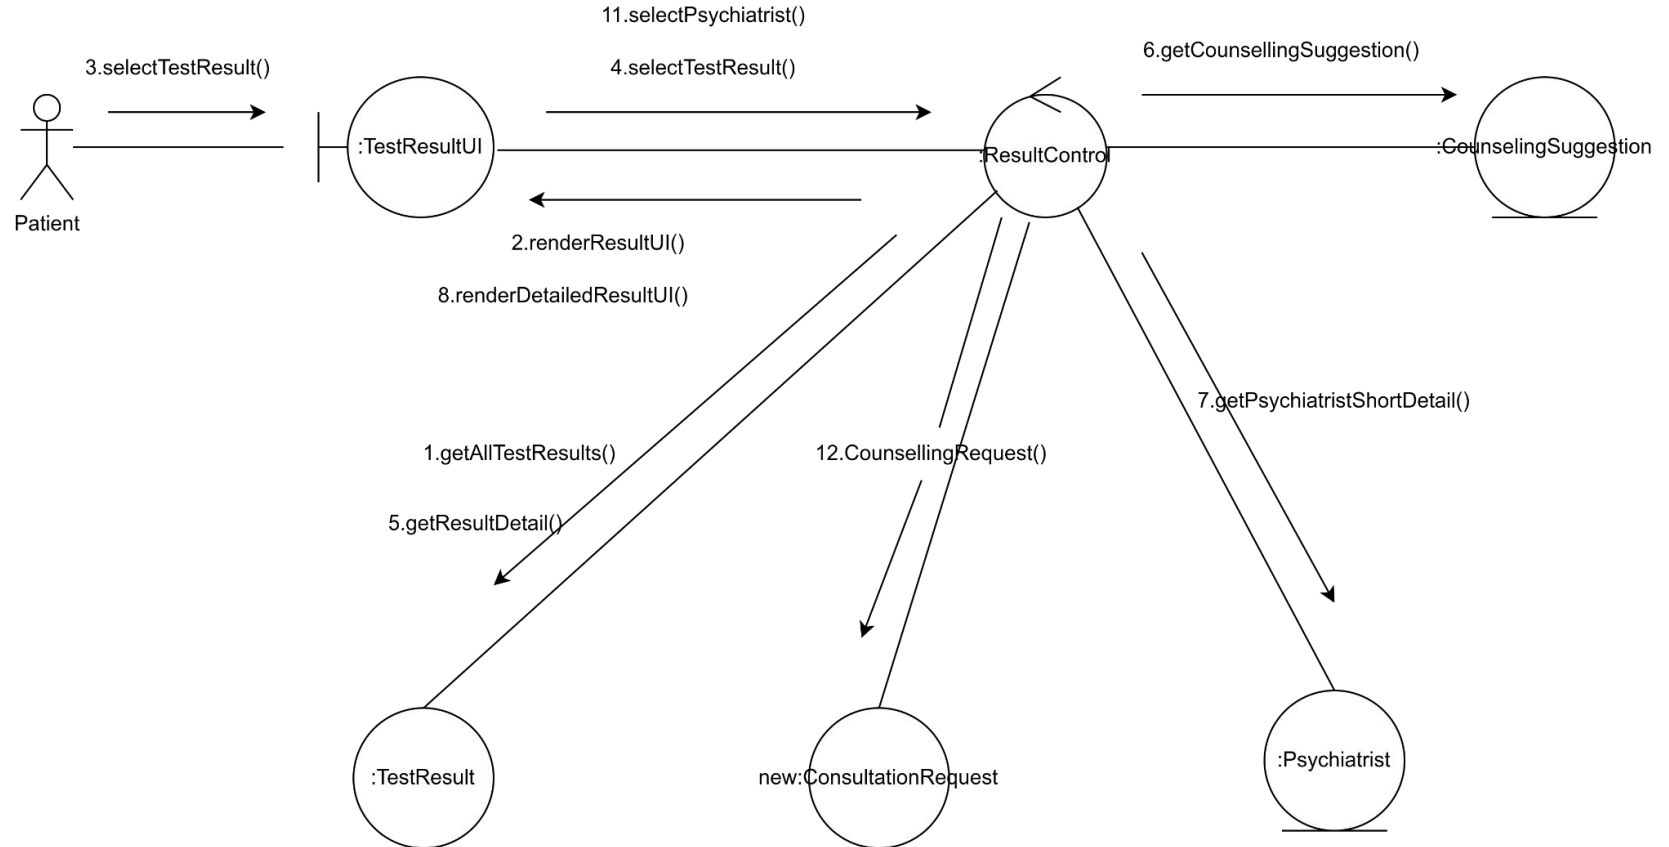 11.selectPsychiatrist()
6.getCounsellingSuggestion()
3.selectTestResult()
4.selectTestResult()
:TestResultUI
:ResultControl
:CounselingSuggestion
Patient
2.renderResultUI()
8.renderDetailedResultUI()
7.getPsychiatristShortDetail()
1.getAllTestResults()
12.CounsellingRequest()
5.getResultDetail()
:Psychiatrist
:TestResult
new:ConsultationRequest